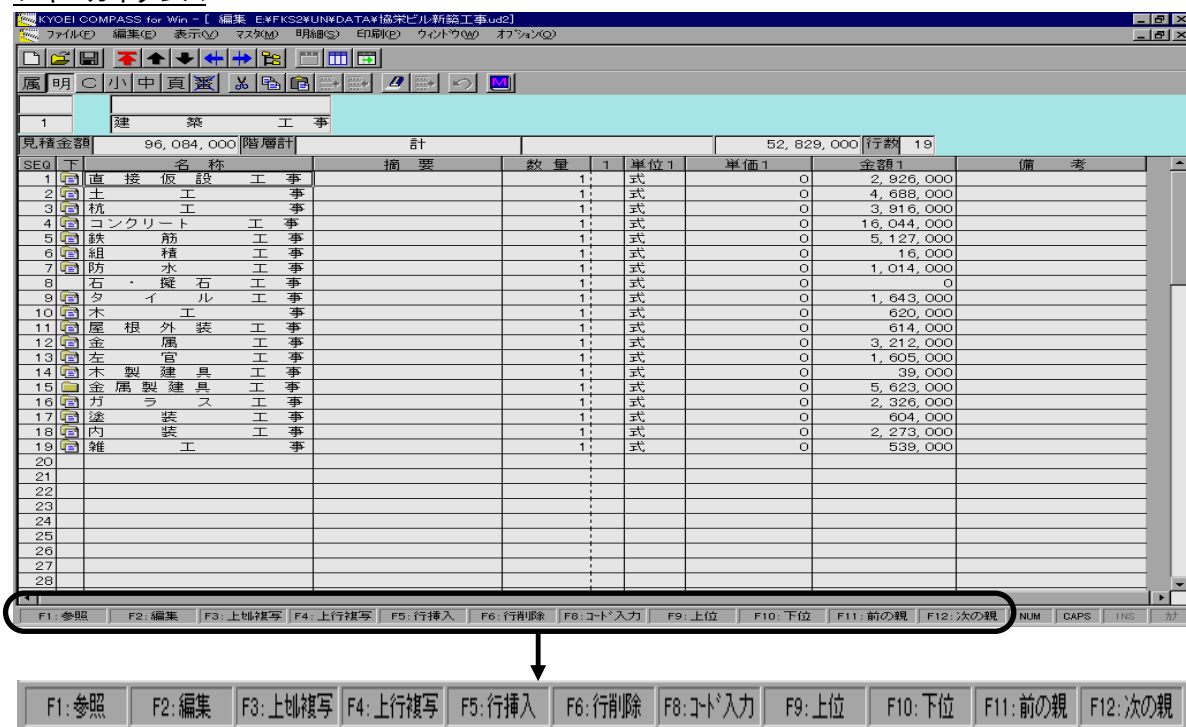 KYOEI COMPASS for Win - [ 編集 E:¥FKS2¥UN¥DATA¥協栄ビル新築工事.ud2]
ファイル(F) 編集(E) 表示(V) マスタ(M) 明細(S) 印刷(P) ウィンドウ(W) オプション(O)
属 明 C 小 中 頁 M
1 建築工事
見積金額 96,084,000 階層計 計 52,829,000 行数 19
SEQ 下 名称 摘要 数量 1 単位1 単価1 金額1 備考
1 直接仮設工事 1 式 0 2,926,000
2 土工事 1 式 0 4,688,000
3 杭工事 1 式 0 3,916,000
4 コンクリート工事 1 式 0 16,044,000
5 鉄筋工事 1 式 0 5,127,000
6 組積工事 1 式 0 16,000
7 防水工事 1 式 0 1,014,000
8 石・擬石工事 1 式 0 0
9 タイル工事 1 式 0 1,643,000
10 木工事 1 式 0 620,000
11 屋根外装工事 1 式 0 614,000
12 金属工事 1 式 0 3,212,000
13 左官工事 1 式 0 1,605,000
14 木製建具工事 1 式 0 39,000
15 金属製建具工事 1 式 0 5,623,000
16 ガラス工事 1 式 0 2,326,000
17 塗装工事 1 式 0 604,000
18 内装工事 1 式 0 2,273,000
19 雑工事 1 式 0 539,000
20
21
22
23
24
25
26
27
28
F1:参照 F2:編集 F3:上セル複写 F4:上行複写 F5:行挿入 F6:行削除 F8:コード入力 F9:上位 F10:下位 F11:前の親 F12:次の親 NUM CAPS INS カナ
F1:参照 F2:編集 F3:上セル複写 F4:上行複写 F5:行挿入 F6:行削除 F8:コード入力 F9:上位 F10:下位 F11:前の親 F12:次の親